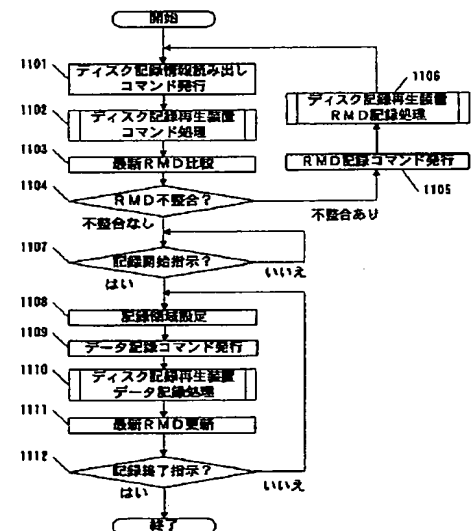 開始
1101
ディスク記録情報読み出し
コマンド発行
1102
ディスク記録再生装置
コマンド処理
1103
最新RMD比較
1104
RMD不整合?
不整合なし
不整合あり
1105
RMD記録コマンド発行
1106
ディスク記録再生装置
RMD記録処理
1107
記録開始指示?
はい
いいえ
1108
記録領域設定
1109
データ記録コマンド発行
1110
ディスク記録再生装置
データ記録処理
1111
最新RMD更新
1112
記録終了指示?
はい
いいえ
終了